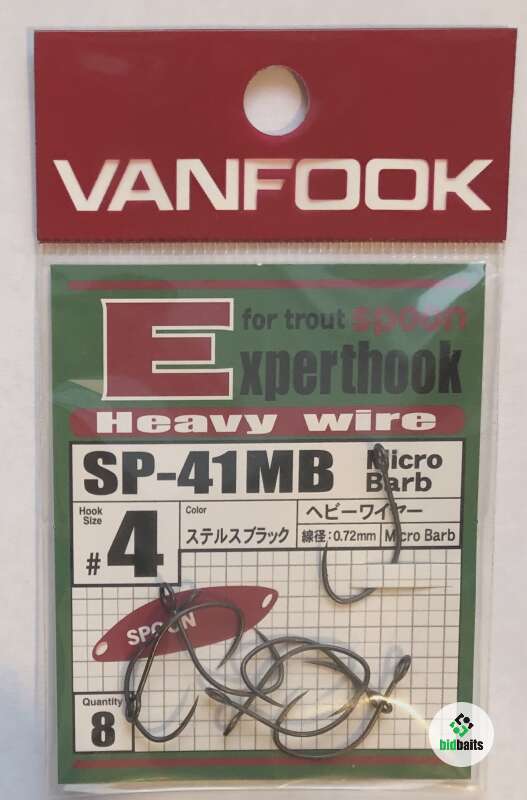 VANFOOK
for trout spoon
Experthook
Heavy wire
SP-41MB Micro Barb
Hook Size
#4
Color
ステルスブラック
ヘビーワイヤー
線径:0.72mm Micro Barb
SPOON
Quantity
8
bidbaits